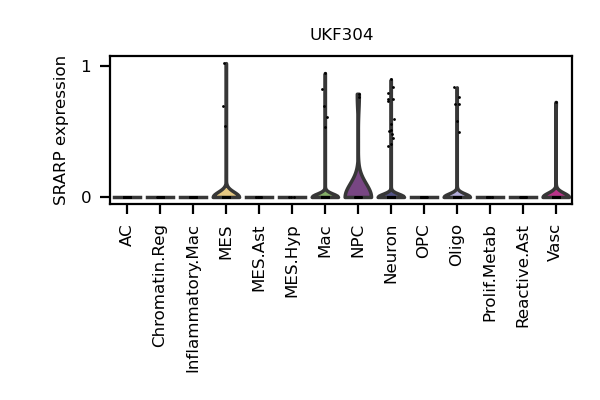 UKF304
SRARP expression
1
0
AC
Chromatin.Reg
Inflammatory.Mac
MES
MES.Ast
MES.Hyp
Mac
NPC
Neuron
OPC
Oligo
Prolif.Metab
Reactive.Ast
Vasc